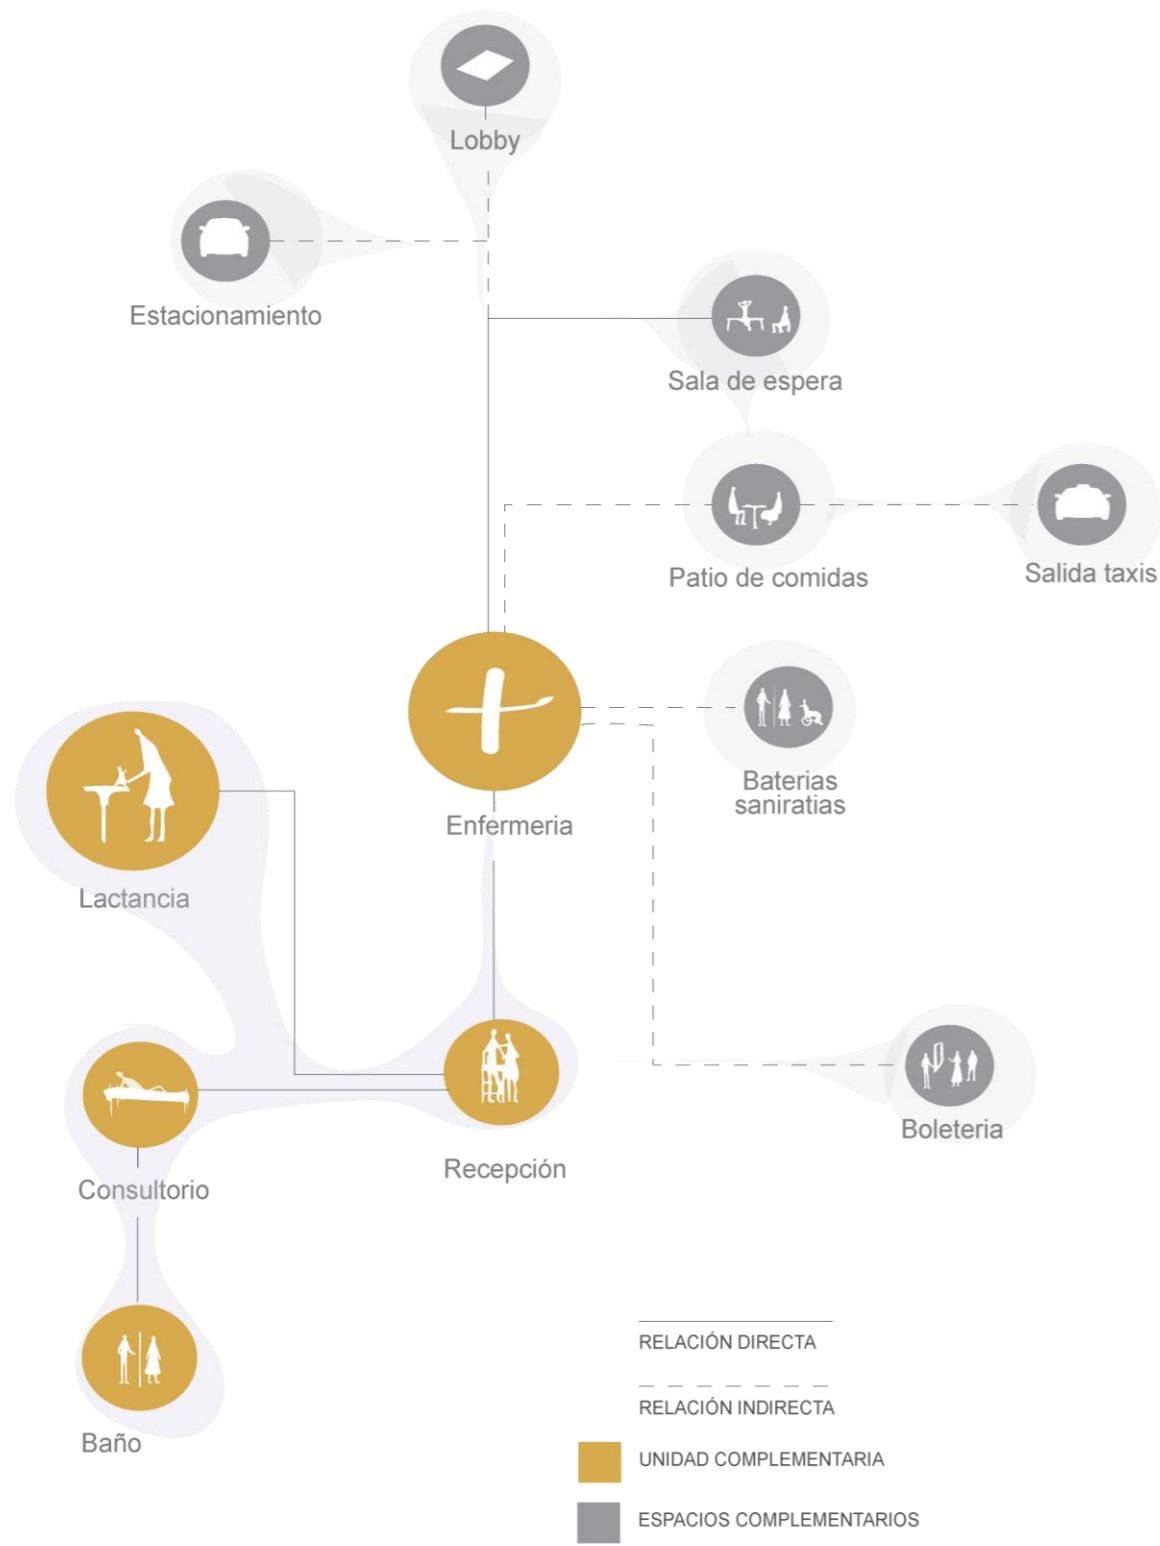 Lobby
Estacionamiento
Sala de espera
Patio de comidas
Salida taxis
Baterias
saniratias
Enfermeria
Lactancia
Boleteria
Recepción
Consultorio
Baño
RELACIÓN DIRECTA
RELACIÓN INDIRECTA
UNIDAD COMPLEMENTARIA
ESPACIOS COMPLEMENTARIOS